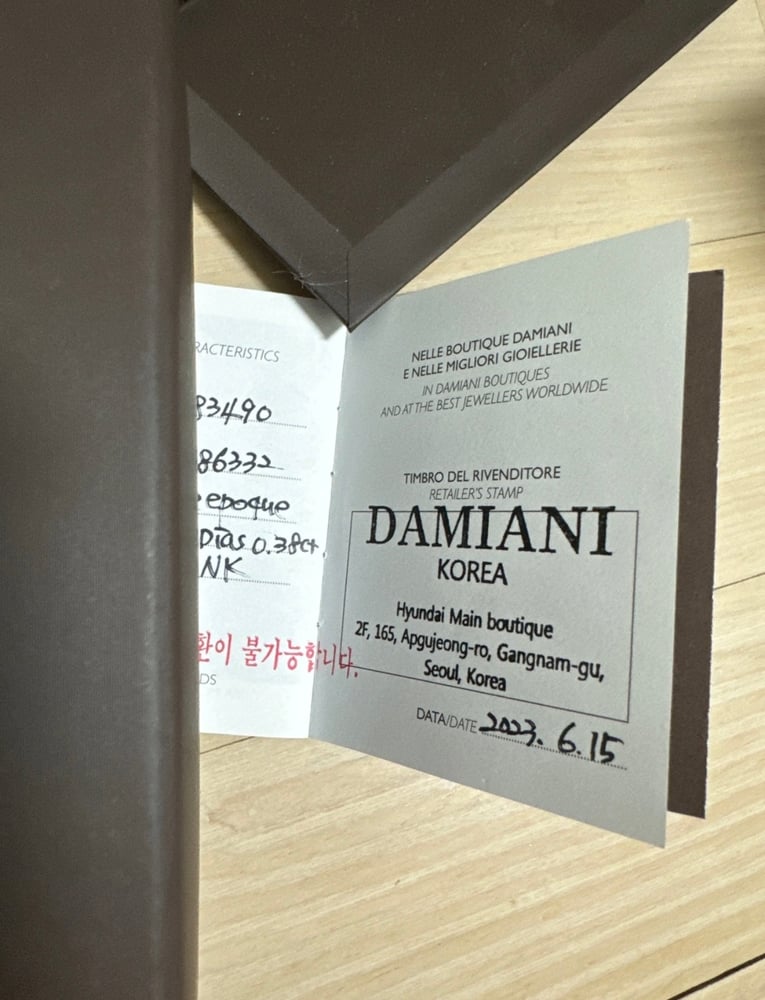 RACTERISTICS
83490
86332
epoque
Dias 0.38ct.
NK
환이 불가능합니다.
DS
NELLE BOUTIQUE DAMIANI
E NELLE MIGLIORI GIOIELLERIE
IN DAMIANI BOUTIQUES
AND AT THE BEST JEWELLERS WORLDWIDE
TIMBRO DEL RIVENDITORE
RETAILER'S STAMP
DAMIANI
KOREA
Hyundai Main boutique
2F, 165, Apgujeong-ro, Gangnam-gu,
Seoul, Korea
DATA/DATE 2023. 6.15